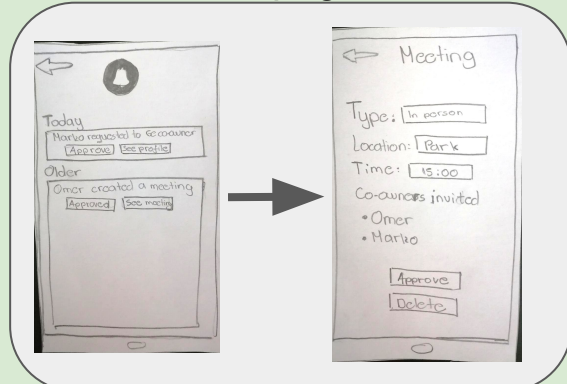 Today
Marko requested to be coowner
Approve See profile
Older
Omer created a meeting
Approved See meeting
Meeting
Type: In person
Location: Park
Time: 15:00
Co-owners invited
• Omer
• Marko
Approve
Delete